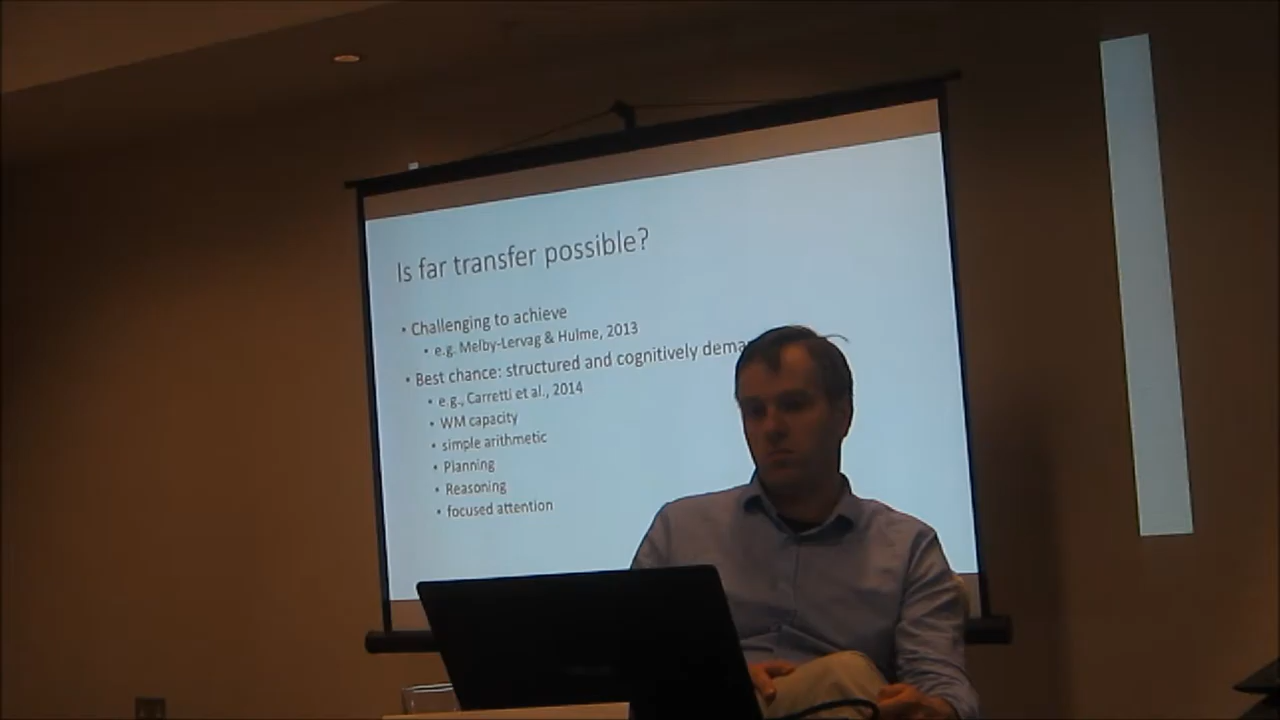 Is far transfer possible?
• Challenging to achieve
• e.g. Melby-Lervag & Hulme, 2013
• Best chance: structured and cognitively dema
• e.g., Carretti et al., 2014
• WM capacity
• simple arithmetic
• Planning
• Reasoning
• focused attention